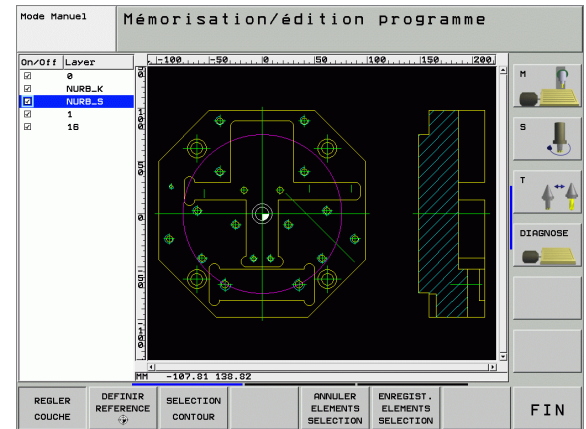 Mode Manuel
Mémorisation/édition programme
On/Off Layer
0
NURB_K
NURB_S
1
16
-100 -50 0 50 100 150 200
M
S
T
DIAGNOSE
MM -107.81 138.82
REGLER COUCHE
DEFINIR REFERENCE
SELECTION CONTOUR
ANNULER ELEMENTS SELECTION
ENREGIST. ELEMENTS SELECTION
FIN